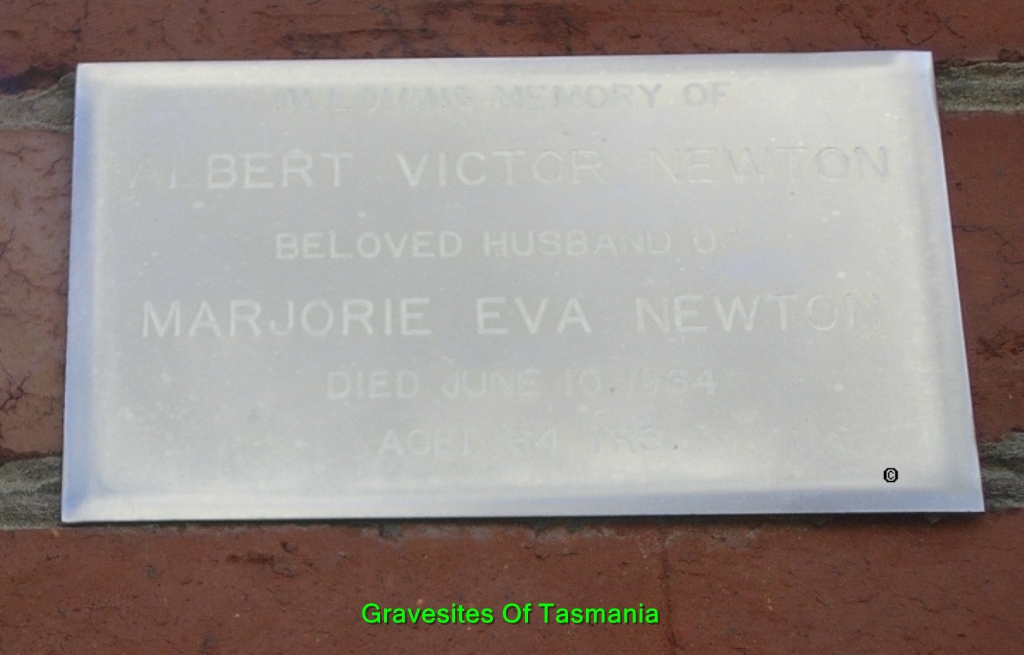 IN LOVING MEMORY OF
ALBERT VICTOR NEWTON
BELOVED HUSBAND OF
MARJORIE EVA NEWTON
DIED JUNE 10 1984
AGED 64 YRS.
©
Gravesites Of Tasmania